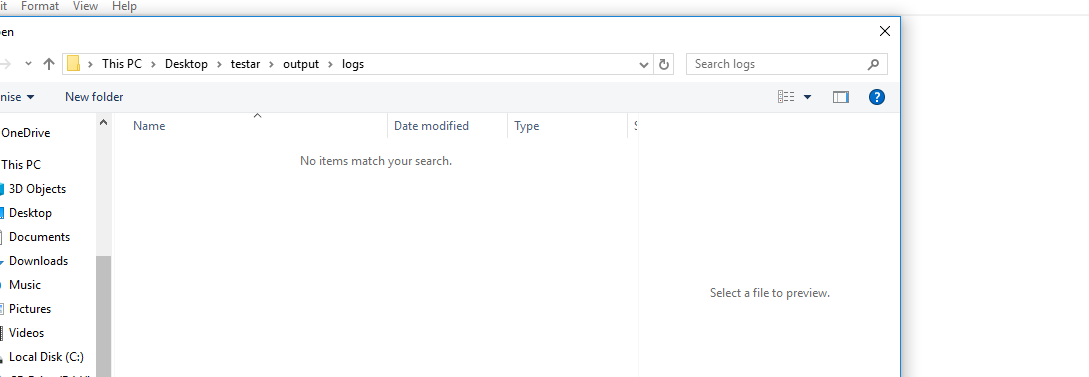 it Format View Help
en
This PC Desktop testar output logs Search logs
nise New folder ?
Name Date modified Type
No items match your search.
OneDrive
This PC
3D Objects
Desktop
Documents
Downloads
Music
Pictures
Videos
Local Disk (C:)
Select a file to preview.